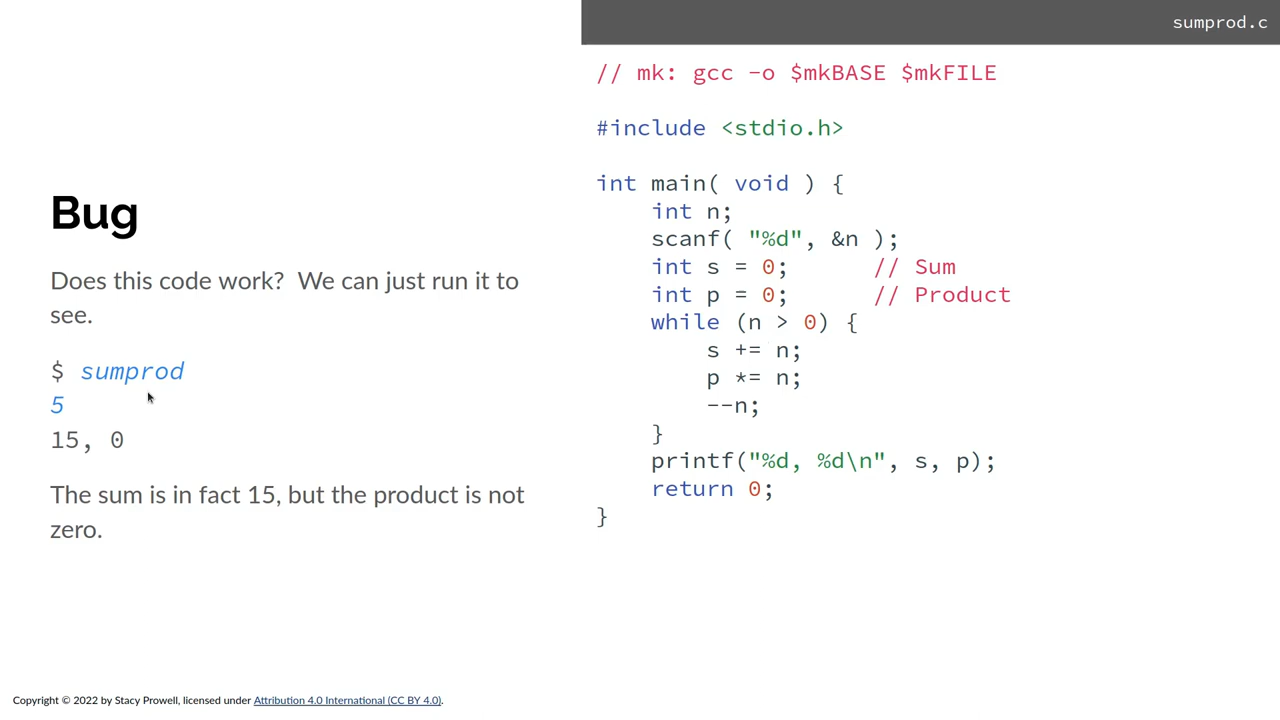 sumprod.c
Bug
Does this code work?  We can just run it to
see.
$ sumprod
5
15, 0
The sum is in fact 15, but the product is not
zero.
// mk: gcc -o $mkBASE $mkFILE
#include <stdio.h>
int main( void ) {
    int n;
    scanf( "%d", &n );
    int s = 0;      // Sum
    int p = 0;      // Product
    while (n > 0) {
        s += n;
        p *= n;
        --n;
    }
    printf("%d, %d\n", s, p);
    return 0;
}
Copyright © 2022 by Stacy Prowell, licensed under Attribution 4.0 International (CC BY 4.0).